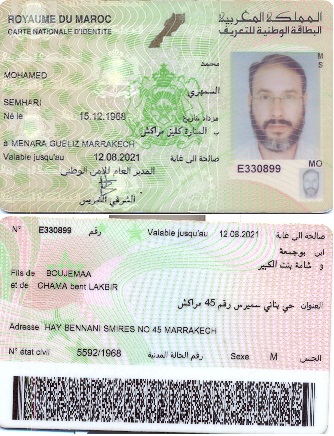 ROYAUME DU MAROC
المملكة المغربية
CARTE NATIONALE D'IDENTITE
البطاقة الوطنية للتعريف
MOHAMED
محمد
SEMHARI
السمهري
Né le 15.12.1968 مزداد بتاريخ
بـ المنارة كليز مراكش
à MENARA GUELIZ MARRAKECH
Valable jusqu'au 12.08.2021 صالحة الى غاية
المدير العام للأمن الوطني
الشرقي الضريس
M S
MO
E330899
N° E330899 رقم
Valable jusqu'au 12.08.2021 صالحة الى غاية
ابن بوجمعة
و شامة بنت الكبير
Fils de BOUJEMAA
et de CHAMA bent LAKBIR
العنوان حي بناني سميرس رقم 45 مراكش
Adresse HAY BENNANI SMIRES NO 45 MARRAKECH
N° état civil 5592/1968 رقم الحالة المدنية
Sexe M الجنس